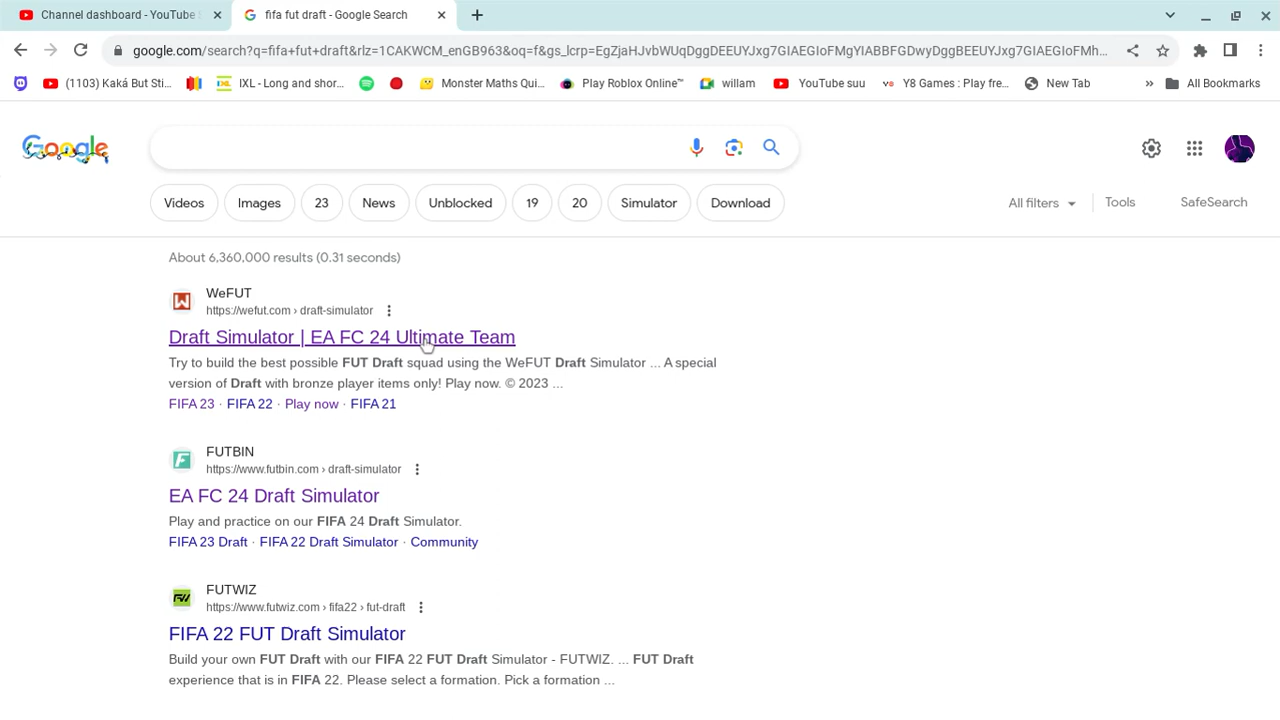 Channel dashboard - YouTube S
fifa fut draft - Google Search
google.com/search?q=fifa+fut+draft&rlz=1CAKWCM_enGB963&oq=f&gs_lcrp=EgZjaHJvbWUqDggDEEUYJxg7GIAEGIoFMgYIABBFGDwyDggBEEUYJxg7GIAEGIoFMh...
(1103) Kaká But Sti...
IXL - Long and shor...
Monster Maths Qui...
Play Roblox Online™
willam
YouTube suu
Y8 Games : Play fre...
New Tab
»
All Bookmarks
Google
Videos
Images
23
News
Unblocked
19
20
Simulator
Download
All filters
Tools
SafeSearch
About 6,360,000 results (0.31 seconds)
WeFUT
https://wefut.com › draft-simulator
Draft Simulator | EA FC 24 Ultimate Team
Try to build the best possible FUT Draft squad using the WeFUT Draft Simulator ... A special
version of Draft with bronze player items only! Play now. © 2023 ...
FIFA 23 · FIFA 22 · Play now · FIFA 21
FUTBIN
https://www.futbin.com › draft-simulator
EA FC 24 Draft Simulator
Play and practice on our FIFA 24 Draft Simulator.
FIFA 23 Draft · FIFA 22 Draft Simulator · Community
FUTWIZ
https://www.futwiz.com › fifa22 › fut-draft
FIFA 22 FUT Draft Simulator
Build your own FUT Draft with our FIFA 22 FUT Draft Simulator - FUTWIZ. ... FUT Draft
experience that is in FIFA 22. Please select a formation. Pick a formation ...